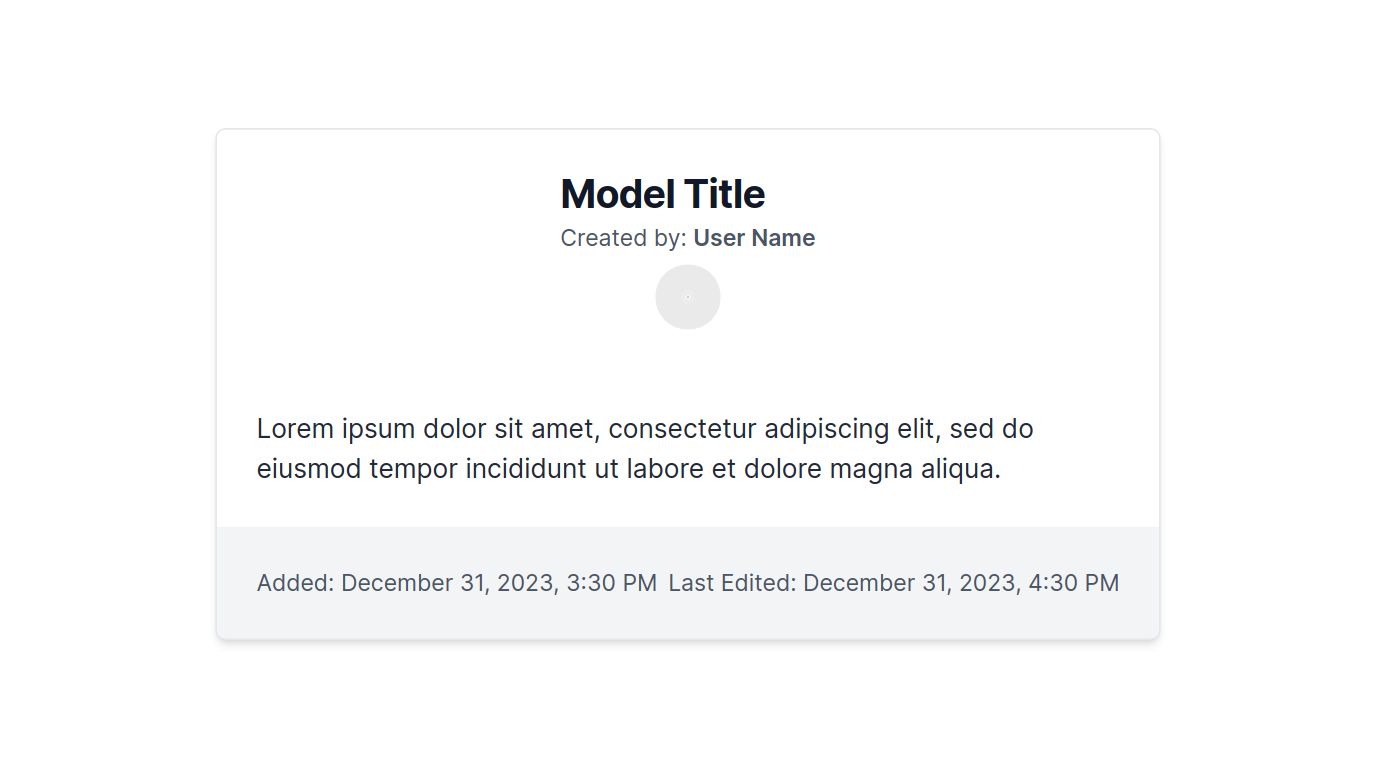 Model Title
Created by: User Name
Lorem ipsum dolor sit amet, consectetur adipiscing elit, sed do
eiusmod tempor incididunt ut labore et dolore magna aliqua.
Added: December 31, 2023, 3:30 PM Last Edited: December 31, 2023, 4:30 PM